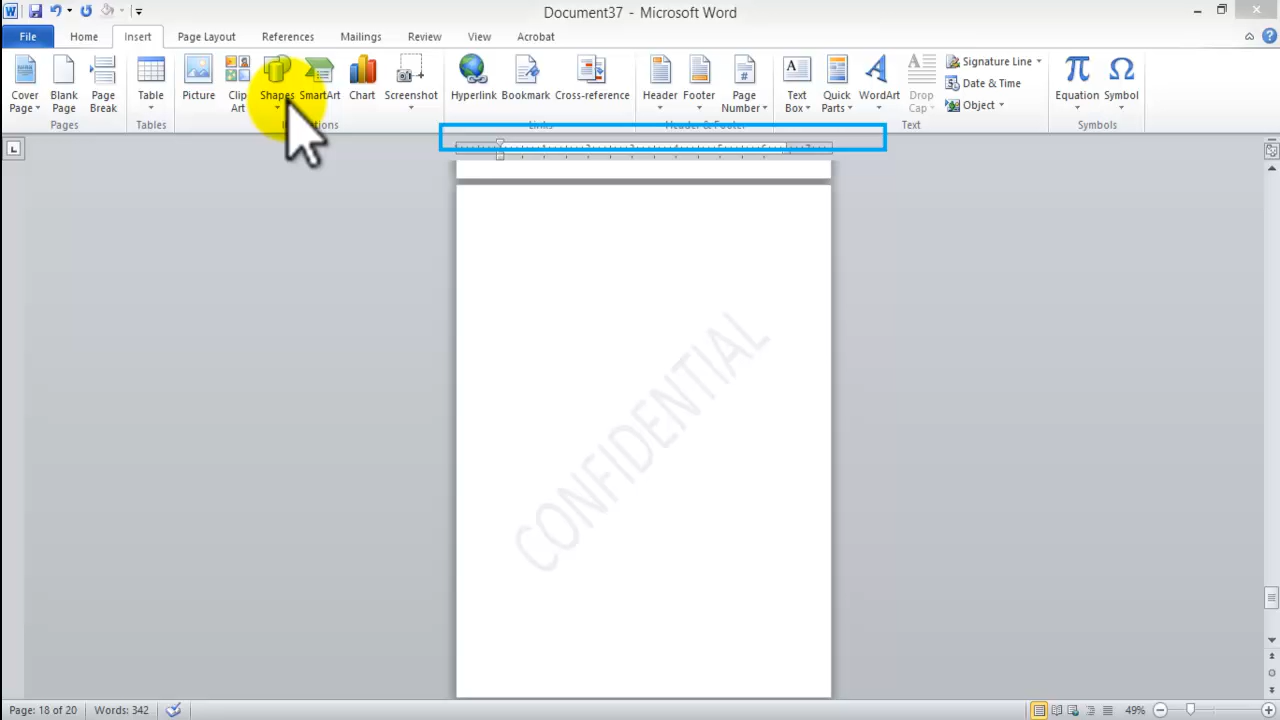 Document37 - Microsoft Word
File Home Insert Page Layout References Mailings Review View Acrobat
Cover Page
Blank Page
Page Break
Table
Picture
Clip Art
Shapes
SmartArt
Chart
Screenshot
Hyperlink
Bookmark
Cross-reference
Header
Footer
Page Number
Text Box
Quick Parts
WordArt
Drop Cap
Signature Line
Date & Time
Object
Equation
Symbol
Pages
Tables
Links
Header & Footer
Text
Symbols
CONFIDENTIAL
Page: 18 of 20 Words: 342 49%